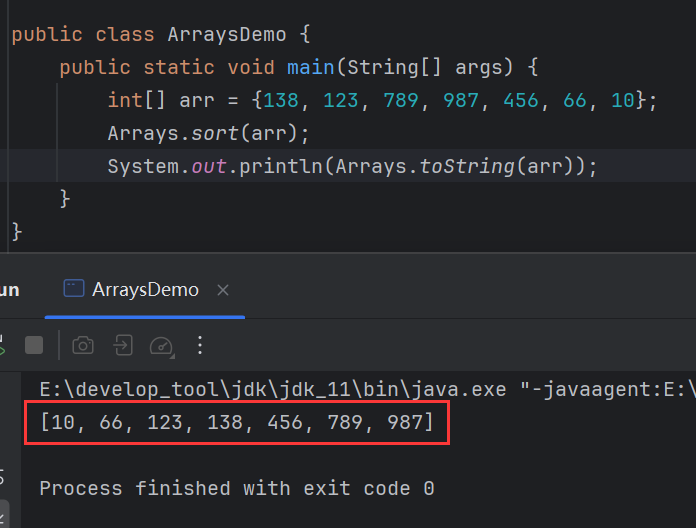 public class ArraysDemo {
public static void main(String[] args) {
int[] arr = {138, 123, 789, 987, 456, 66, 10};
Arrays.sort(arr);
System.out.println(Arrays.toString(arr));
}
}
un
ArraysDemo
E:\develop_tool\jdk\jdk_11\bin\java.exe "-javaagent:E:\
[10, 66, 123, 138, 456, 789, 987]
Process finished with exit code 0